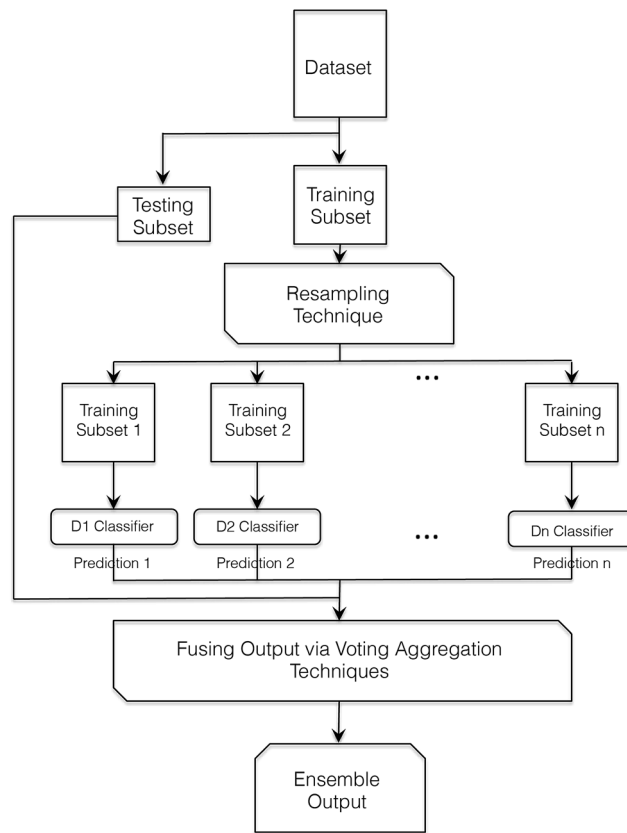 Dataset
Testing
Subset
Training
Subset
Resampling
Technique
...
Training
Subset 1
Training
Subset 2
Training
Subset n
D1 Classifier
D2 Classifier
...
Dn Classifier
Prediction 1
Prediction 2
Prediction n
Fusing Output via Voting Aggregation
Techniques
Ensemble
Output